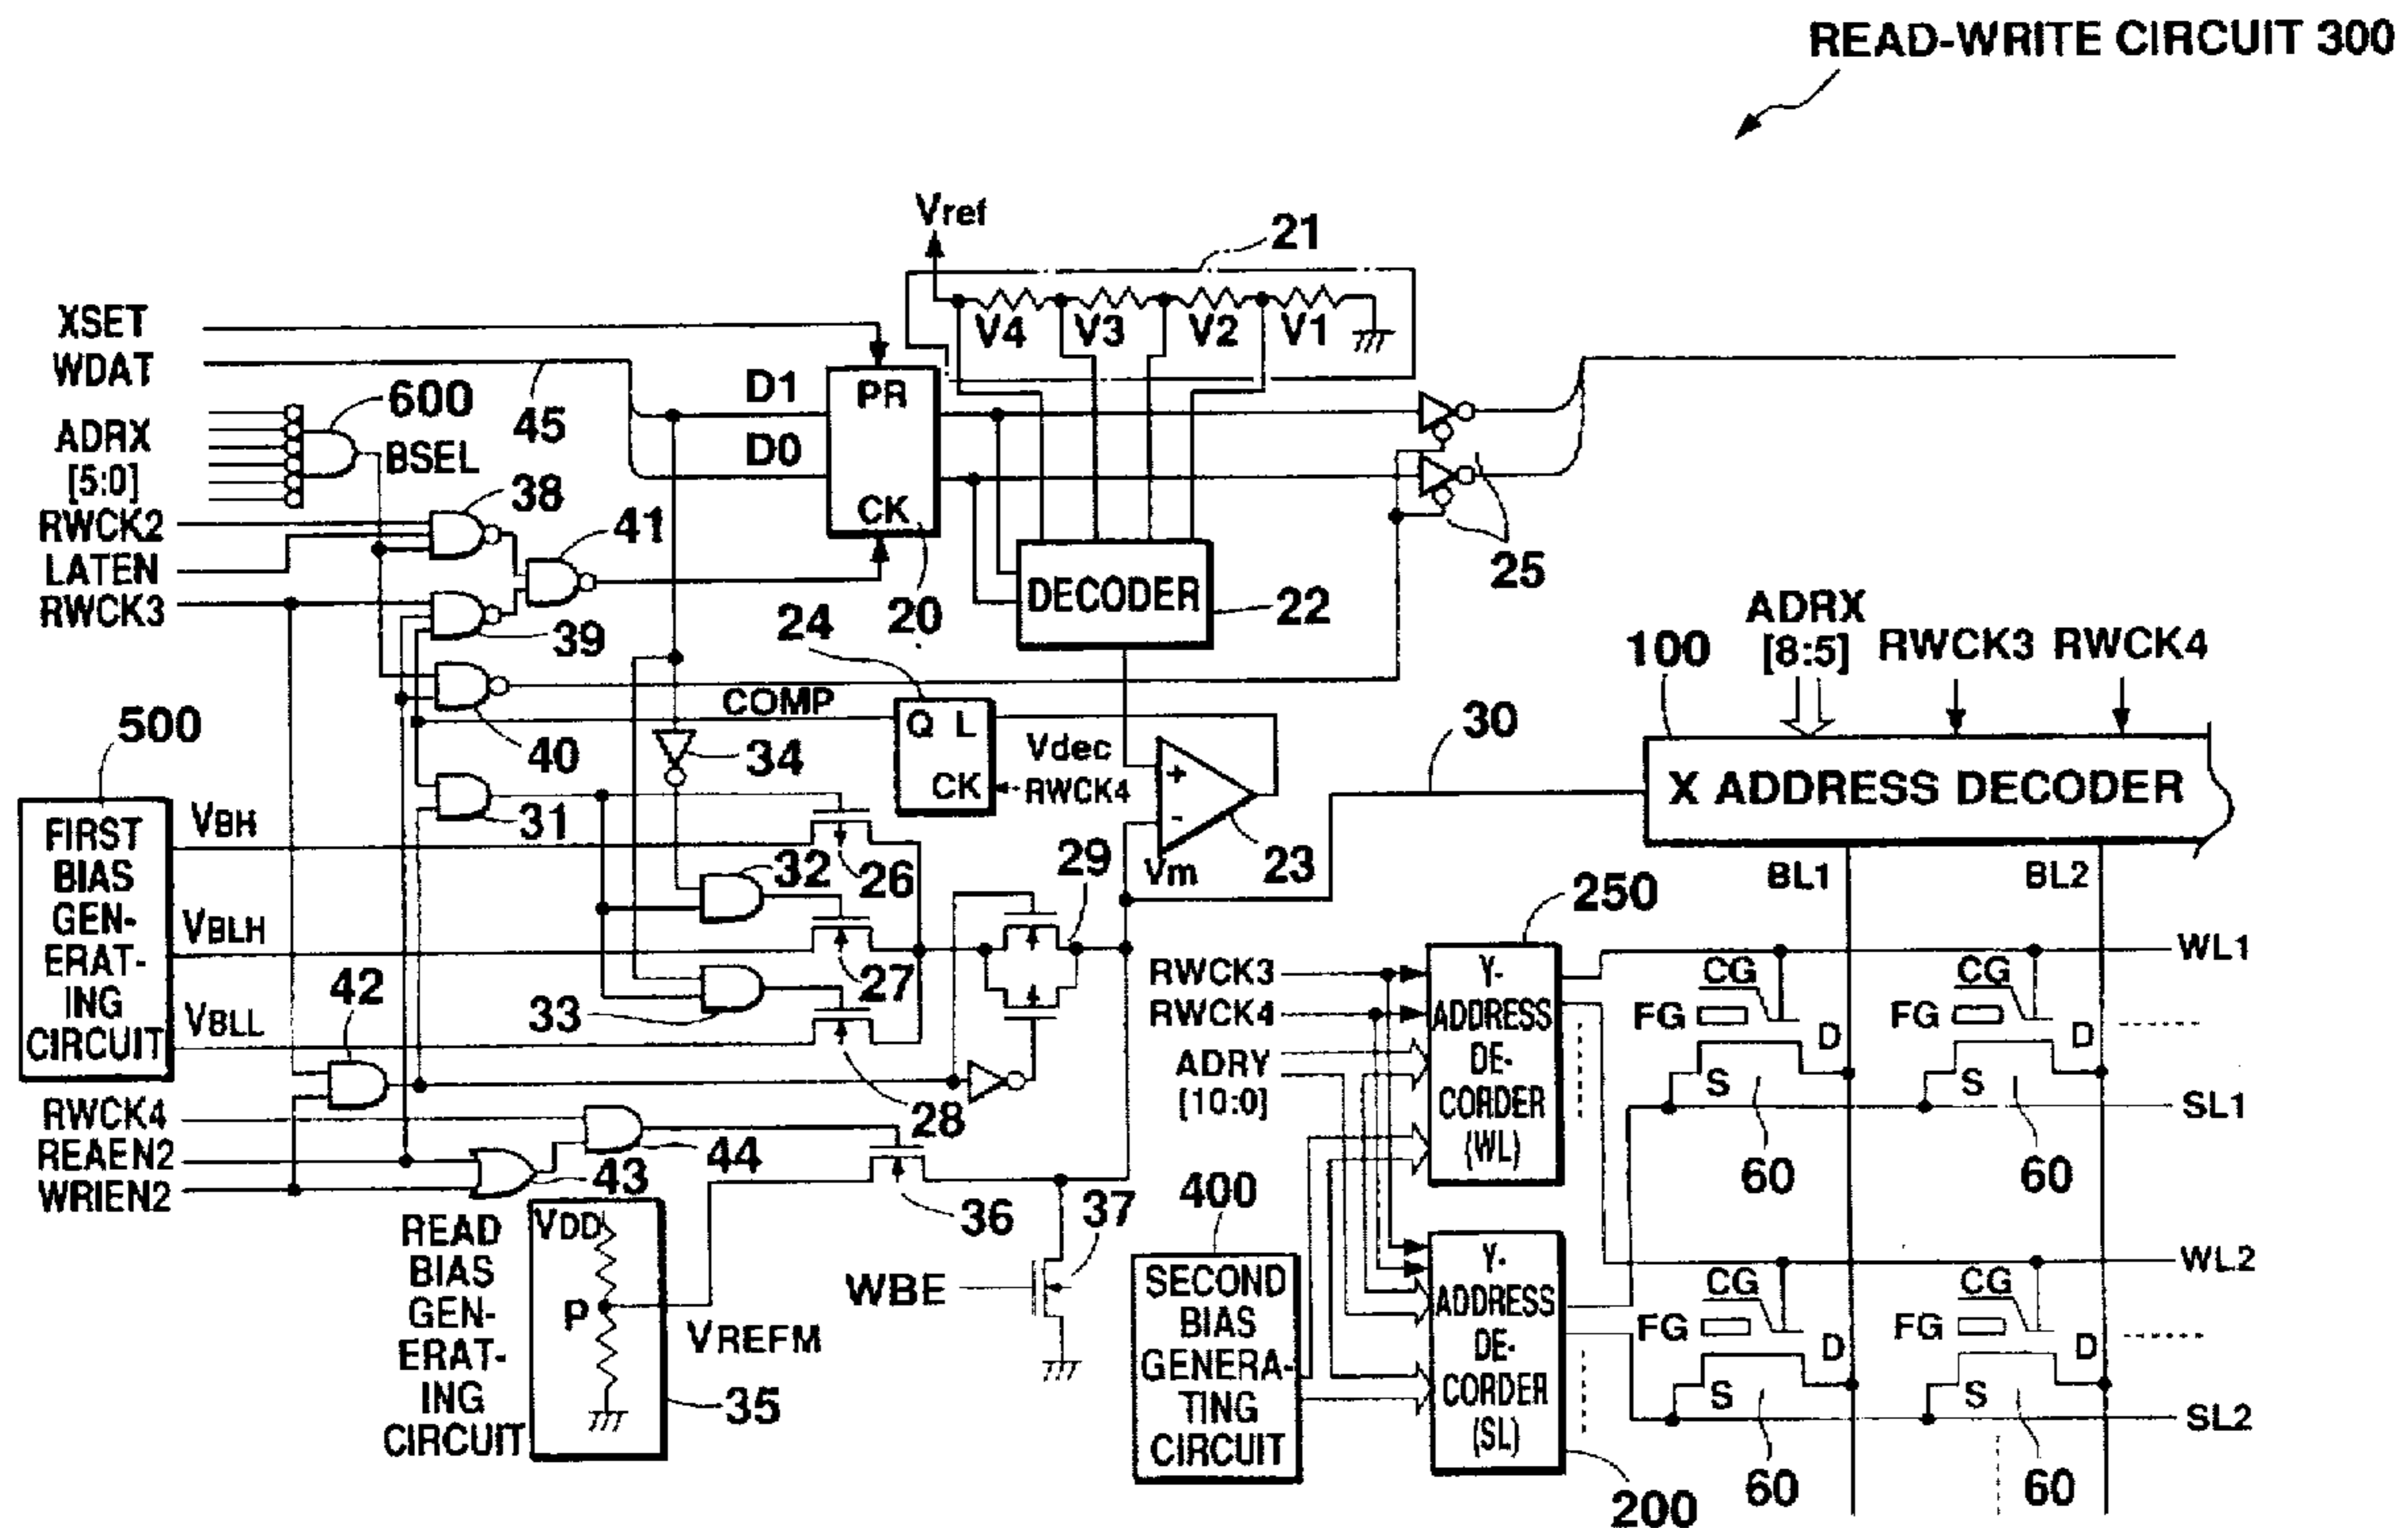 READ-WRITE CIRCUIT 300
Vref
21
XSET
V4 V3 V2 V1
WDAT
D1
PR
600
ADRX
[5:0]
45
BSEL
D0
38
CK
41
RWCK2
LATEN
25
RWCK3
DECODER
22
39
24
20
ADRX
[8:5]
RWCK3
RWCK4
100
COMP
Q L
30
500
40
34
Vdec
CK
RWCK4
+
-
X ADDRESS DECODER
31
VBH
FIRST
BIAS
GEN-
ERAT-
ING
CIRCUIT
26
32
29
Vm
23
BL1
BL2
250
VBLH
27
WL1
RWCK3
RWCK4
Y-
ADDRESS
DE-
CORDER
(WL)
CG
CG
FG
D
FG
D
42
33
VBLL
ADRY
[10:0]
S
S
SL1
RWCK4
28
REAEN2
44
60
60
WRIEN2
43
36
37
400
READ
BIAS
GEN-
ERAT-
ING
CIRCUIT
VDD
P
VREFM
35
WBE
SECOND
BIAS
GENERA-
TING
CIRCUIT
Y-
ADDRESS
DE-
CORDER
(SL)
WL2
CG
CG
FG
D
FG
D
S
S
SL2
60
60
200